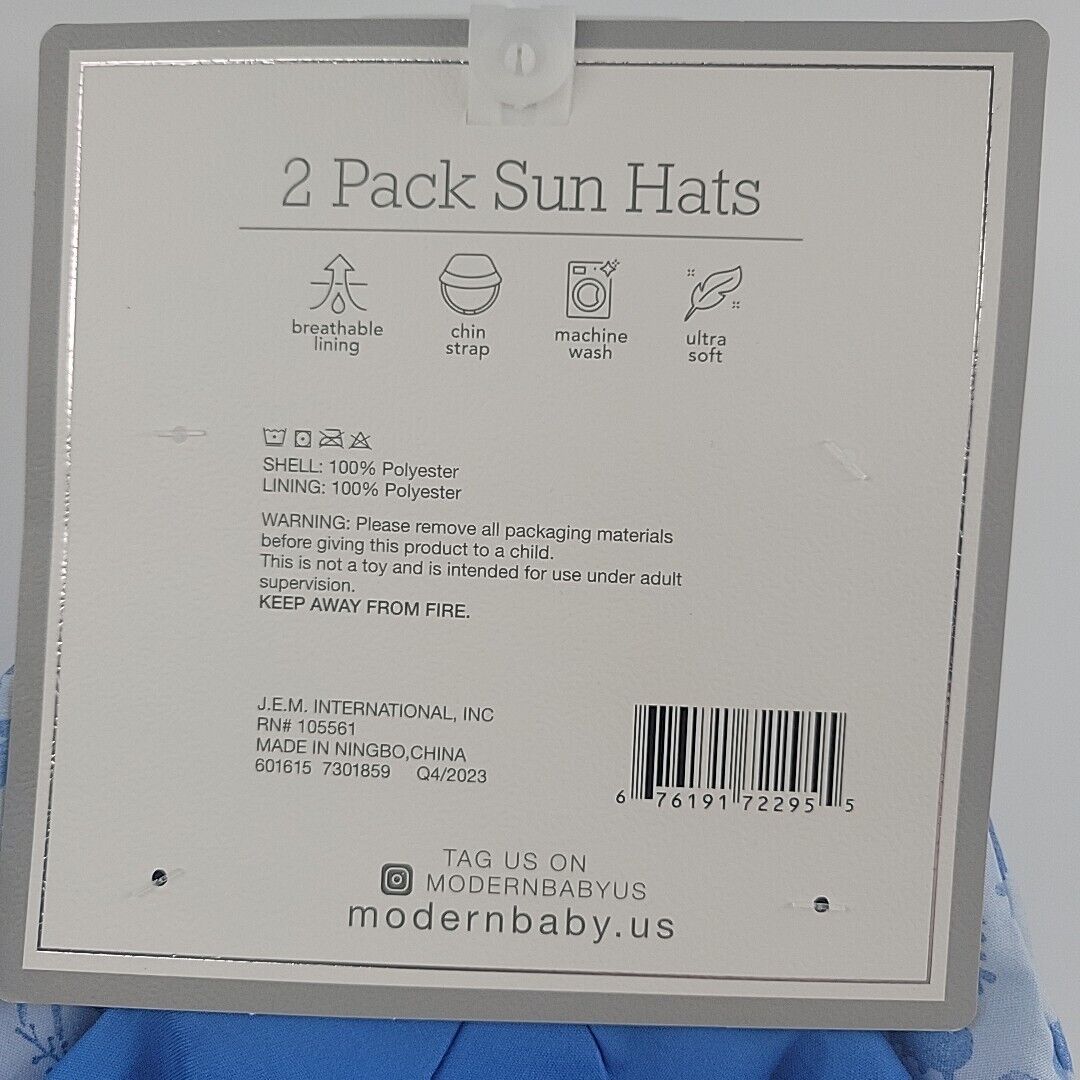 2 Pack Sun Hats
breathable lining
chin strap
machine wash
ultra soft
SHELL: 100% Polyester
LINING: 100% Polyester
WARNING: Please remove all packaging materials
before giving this product to a child.
This is not a toy and is intended for use under adult
supervision.
KEEP AWAY FROM FIRE.
J.E.M. INTERNATIONAL, INC
RN# 105561
MADE IN NINGBO,CHINA
601615 7301859 Q4/2023
6 76191 72295 5
TAG US ON
MODERNBABYUS
modernbaby.us